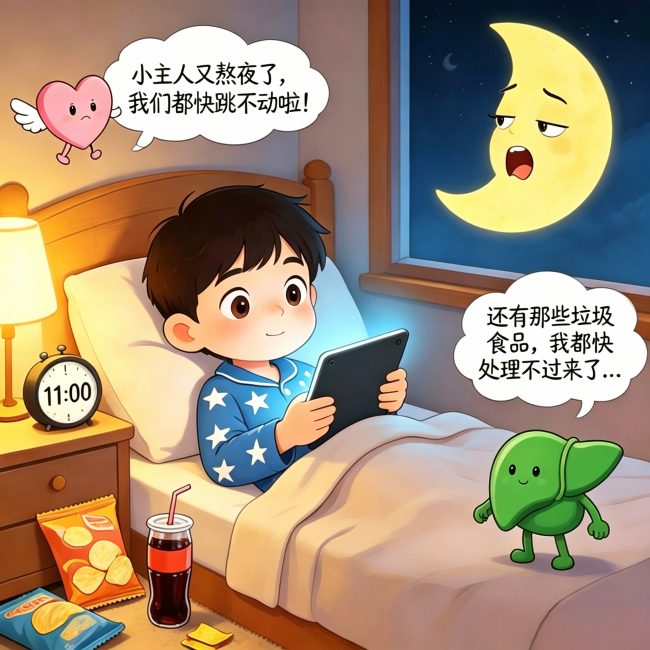 小主人又熬夜了，
我们都快跳不动啦！
还有那些垃圾
食品，我都快
处理不过来了...
11:00